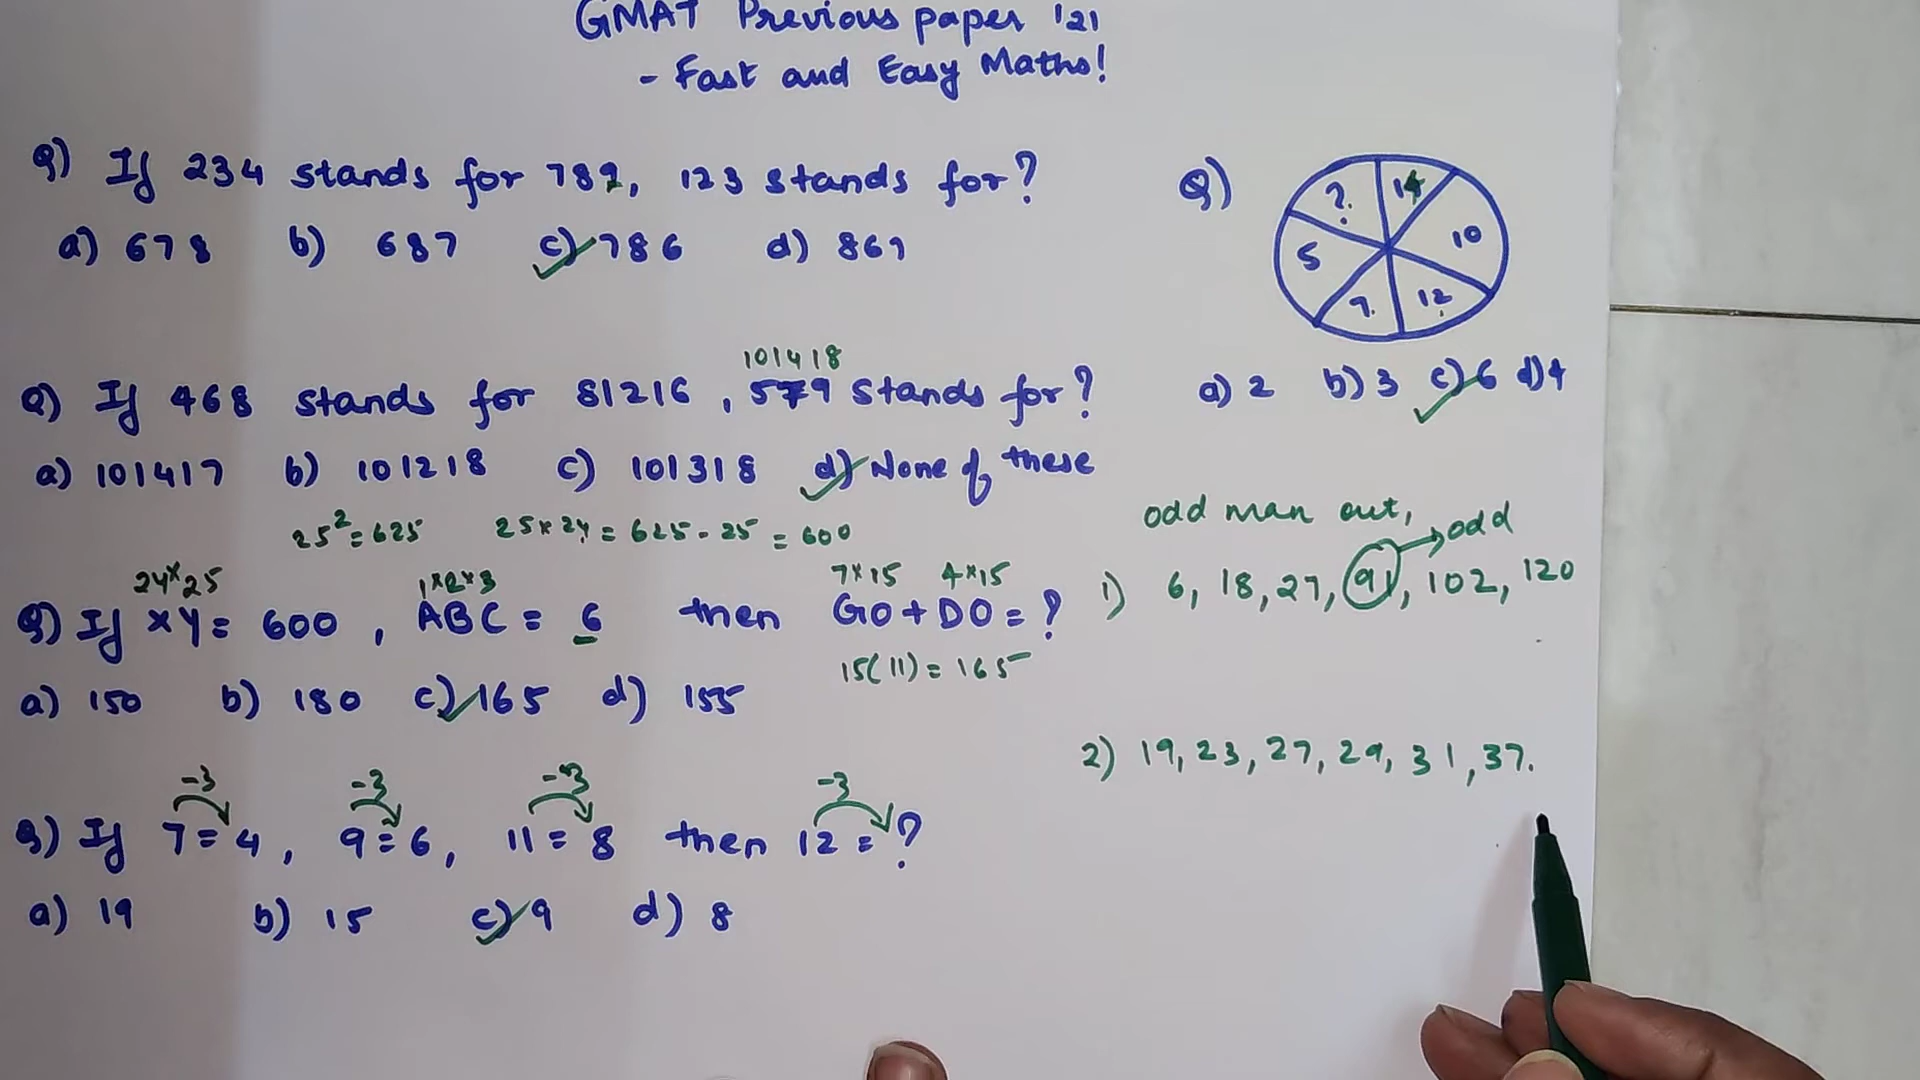 GMAT Previous paper '21
- Fast and Easy Maths!
Q) If 234 stands for 789, 123 stands for?
a) 678 b) 687 c) 786 d) 869
101418
Q) If 468 stands for 81216, 579 stands for?
a) 101417 b) 101218 c) 101318 d) None of these
25² = 625 25×24 = 625 - 25 = 600
24×25 1×2×3 7×15 4×15
Q) If XY = 600, ABC = 6 then GO + DO = ?
15(11) = 165
a) 150 b) 180 c) 165 d) 155
-3 -3 -3 -3
Q) If 7 = 4, 9 = 6, 11 = 8 then 12 = ?
a) 19 b) 15 c) 9 d) 8
Q)
? 14
5 10
7 12
a) 2 b) 3 c) 6 d) 4
odd man out,
odd
1) 6, 18, 27, 91, 102, 120
2) 19, 23, 27, 29, 31, 37.